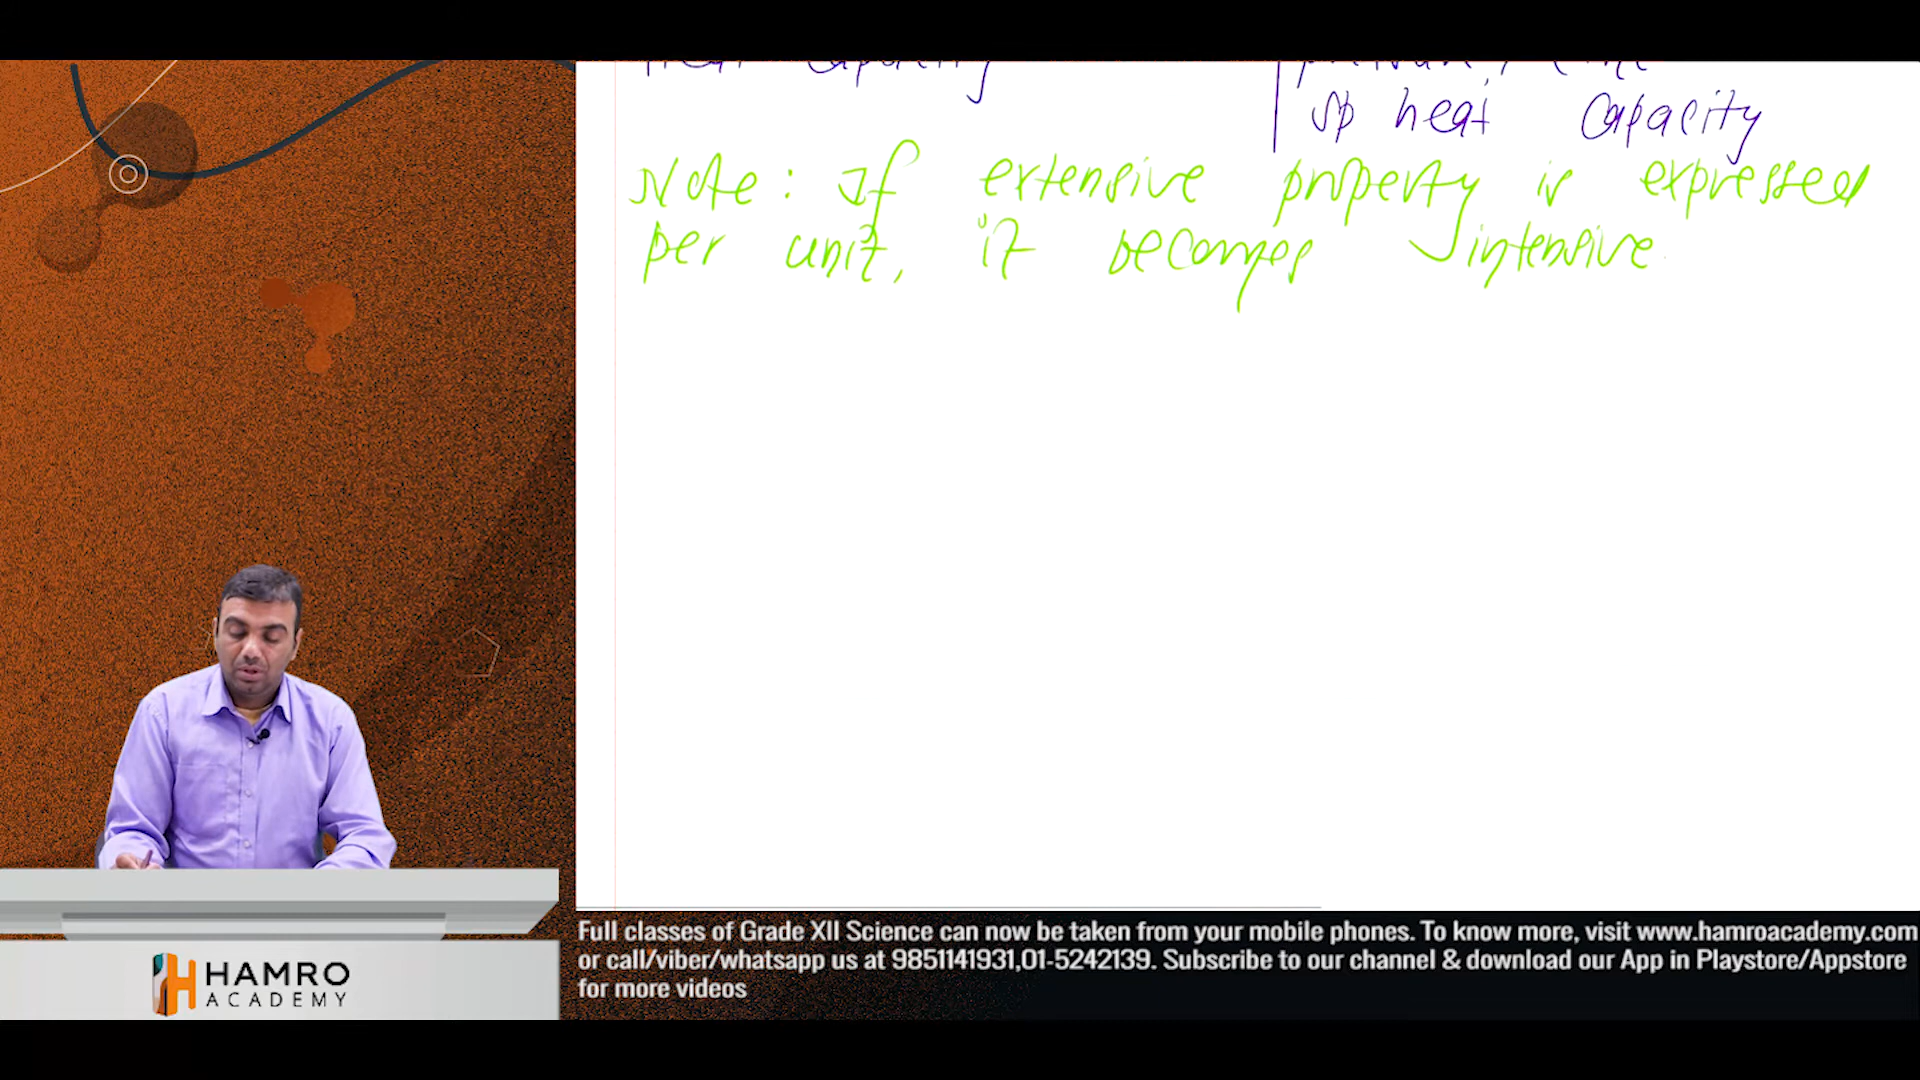 heat capacity
sp heat capacity
Note: If extensive property is expressed
per unit, it becomes intensive
HAMRO
ACADEMY
Full classes of Grade XII Science can now be taken from your mobile phones. To know more, visit www.hamroacademy.com
or call/viber/whatsapp us at 9851141931,01-5242139. Subscribe to our channel & download our App in Playstore/Appstore
for more videos